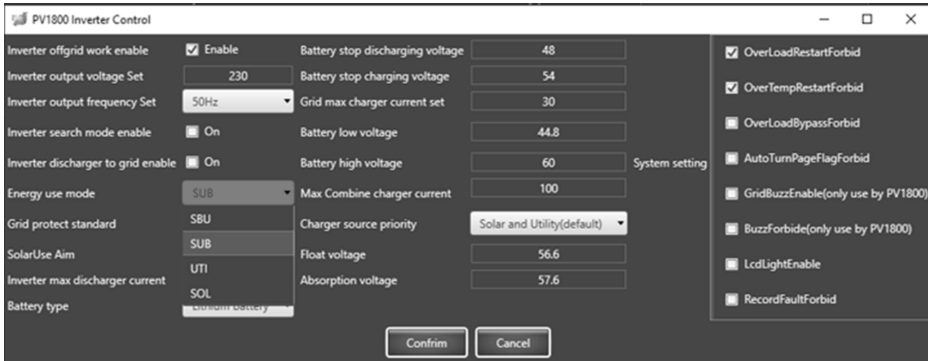 PV1800 Inverter Control
Inverter offgrid work enable
Enable
Battery stop discharging voltage
48
Inverter output voltage Set
230
Battery stop charging voltage
54
Inverter output frequency Set
50Hz
Grid max charger current set
30
Inverter search mode enable
On
Battery low voltage
44.8
Inverter discharger to grid enable
On
Battery high voltage
60
Energy use mode
SUB
Max Combine charger current
100
SBU
SUB
UTI
SOL
Grid protect standard
Charger source priority
Solar and Utility(default)
SolarUse Aim
Float voltage
56.6
Inverter max discharger current
Absorption voltage
57.6
Battery type
Lithium battery
System setting
OverLoadRestartForbid
OverTempRestartForbid
OverLoadBypassForbid
AutoTurnPageFlagForbid
GridBuzzEnable(only use by PV1800)
BuzzForbide(only use by PV1800)
LcdLightEnable
RecordFaultForbid
Confrim
Cancel